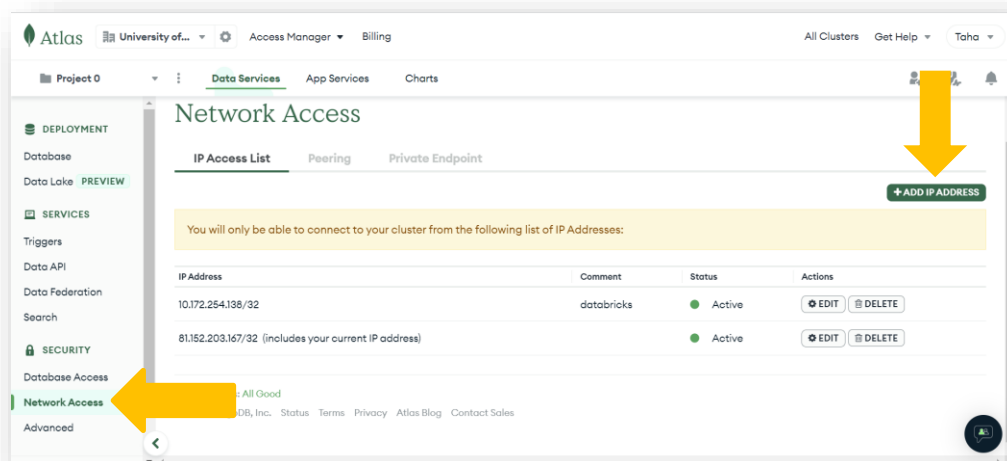 Atlas University of... Access Manager Billing All Clusters Get Help Taha
Project 0 Data Services App Services Charts
DEPLOYMENT
Database
Data Lake PREVIEW
SERVICES
Triggers
Data API
Data Federation
Search
SECURITY
Database Access
Network Access
Advanced
Network Access
IP Access List Peering Private Endpoint
+ ADD IP ADDRESS
You will only be able to connect to your cluster from the following list of IP Addresses:
IP Address Comment Status Actions
10.172.254.138/32 databricks Active EDIT DELETE
81.152.203.167/32 (includes your current IP address) Active EDIT DELETE
: All Good
DB, Inc. Status Terms Privacy Atlas Blog Contact Sales